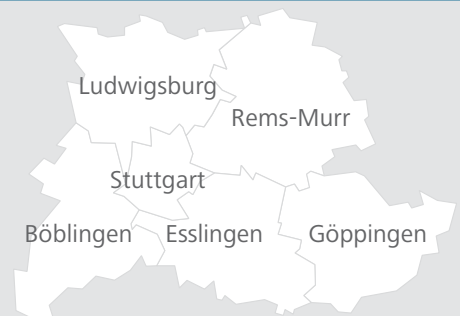 Ludwigsburg
Rems-Murr
Stuttgart
Böblingen
Esslingen
Göppingen